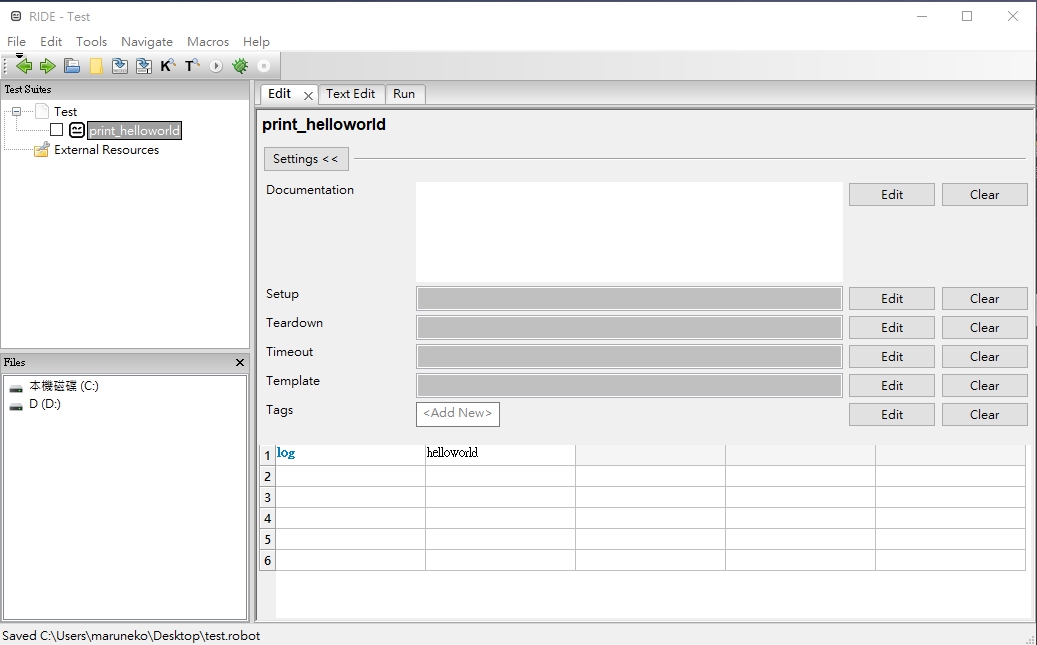 RIDE - Test
File Edit Tools Navigate Macros Help
K T
Test Suites
Test
print_helloworld
External Resources
Files
本機磁碟 (C:)
D (D:)
Edit Text Edit Run
print_helloworld
Settings <<
Documentation Edit Clear
Setup Edit Clear
Teardown Edit Clear
Timeout Edit Clear
Template Edit Clear
Tags <Add New> Edit Clear
1 log helloworld
2
3
4
5
6
Saved C:\Users\maruneko\Desktop\test.robot